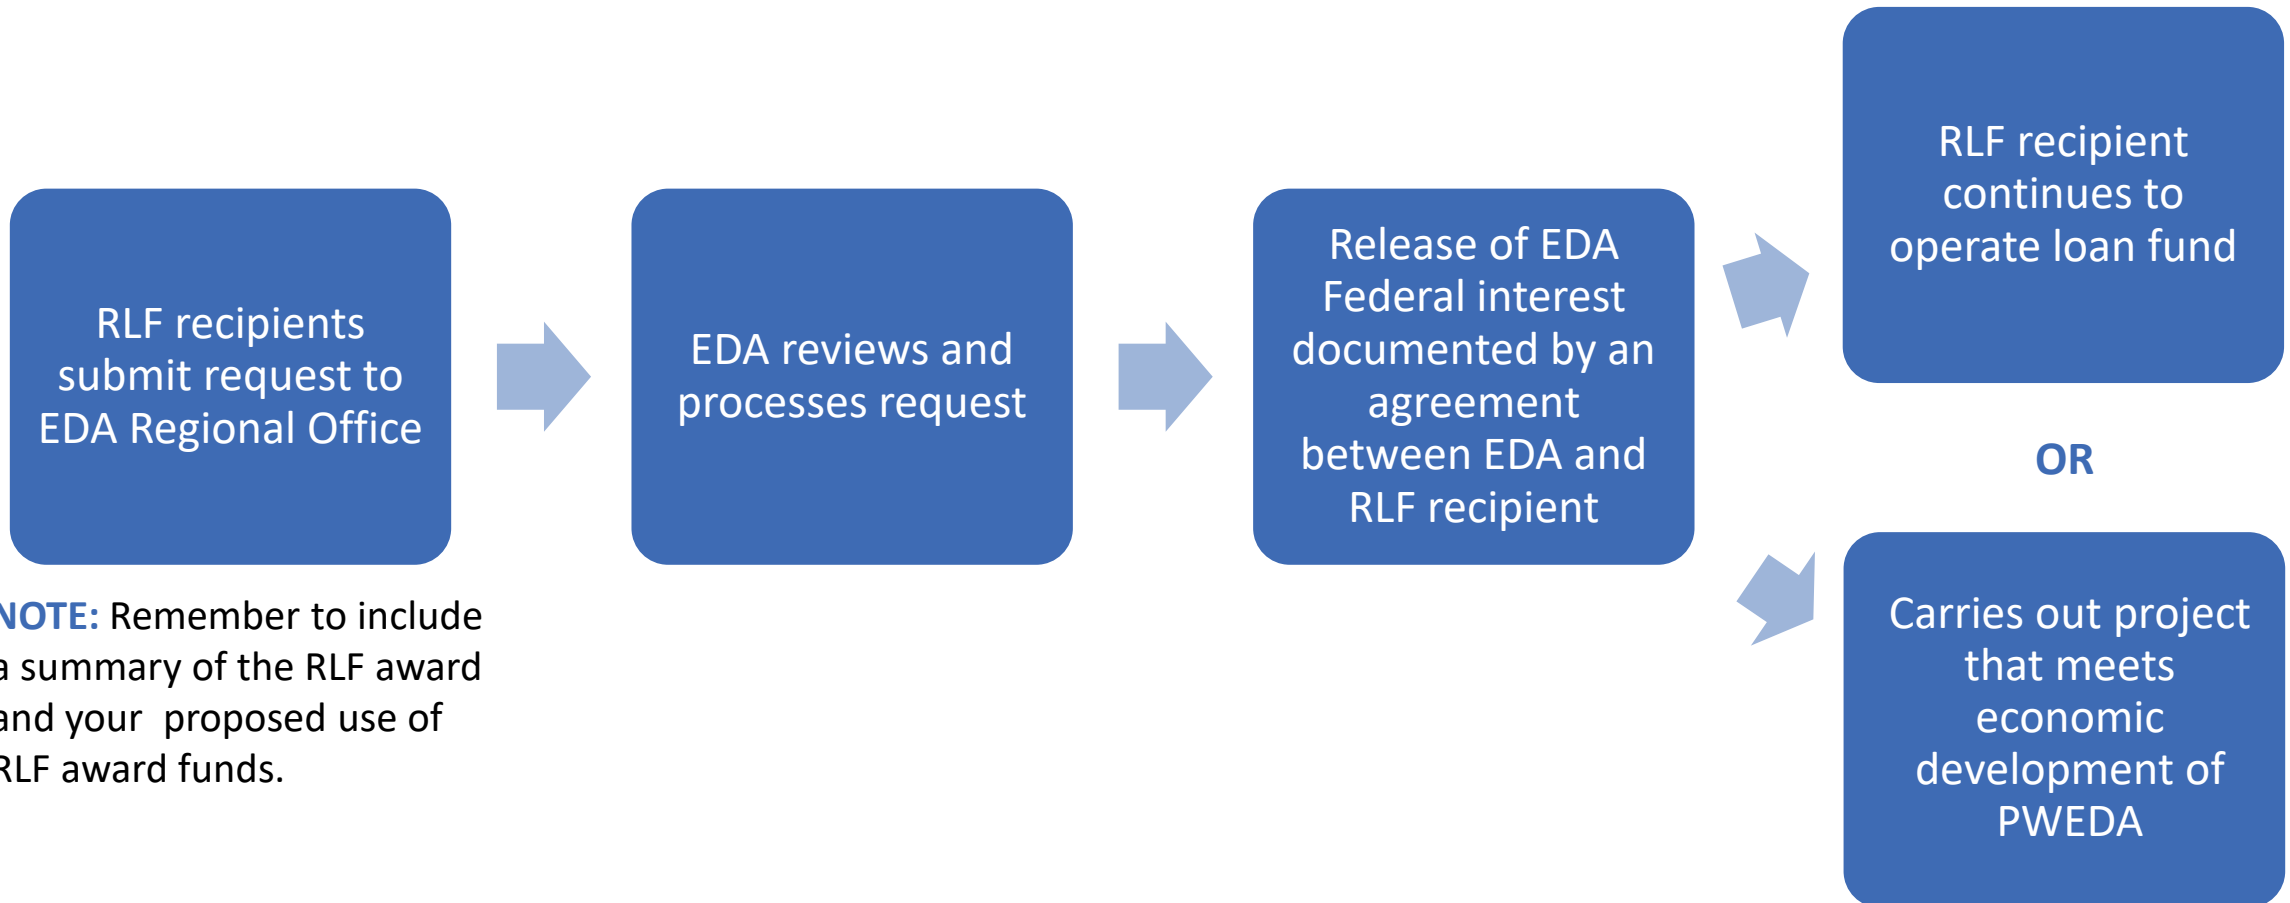 RLF recipients
submit request to
EDA Regional Office
NOTE: Remember to include
a summary of the RLF award
and your  proposed use of
RLF award funds.
EDA reviews and
processes request
Release of EDA
Federal interest
documented by an
agreement
between EDA and
RLF recipient
RLF recipient
continues to
operate loan fund
OR
Carries out project
that meets
economic
development of
PWEDA